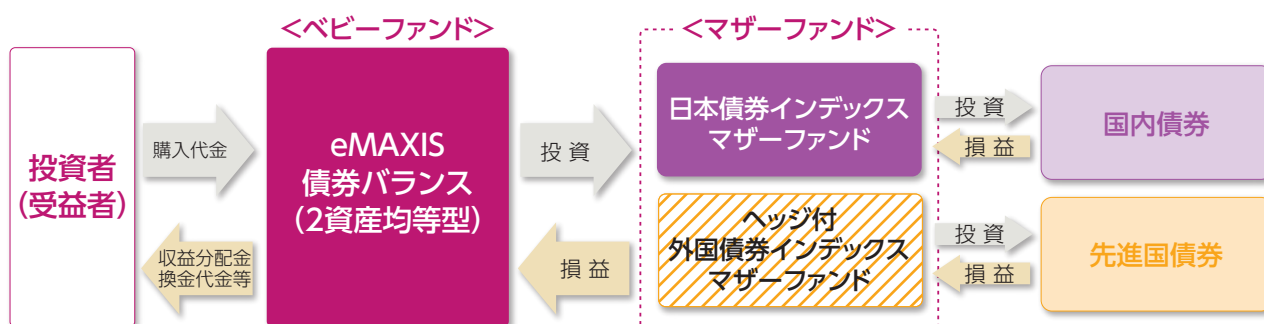 <ベビーファンド>
<マザーファンド>
投資者
(受益者)
購入代金
収益分配金
換金代金等
eMAXIS
債券バランス
(2資産均等型)
投資
損益
日本債券インデックス
マザーファンド
投資
損益
国内債券
ヘッジ付
外国債券インデックス
マザーファンド
投資
損益
先進国債券